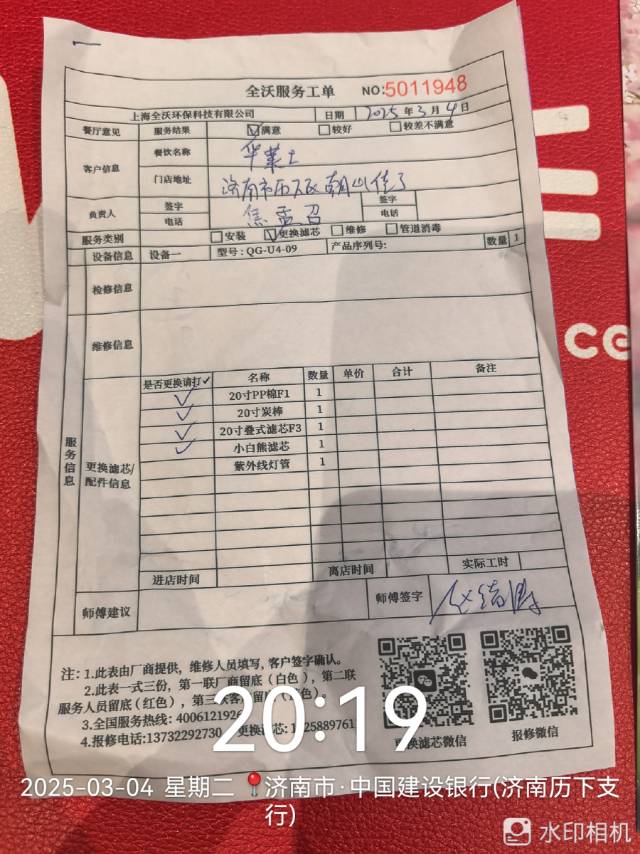 全沃服务工单 NO:5011948
上海全沃环保科技有限公司 日期 2025年3月4日
餐厅意见 服务结果 ☑满意 □较好 □较差不满意
客户信息 餐饮名称 华莱士
门店地址 济南市历下区朝山街了
负责人 签字 签字
电话 电话
服务类别 □安装 ☑更换滤芯 □维修 □管道消毒
设备信息 设备一 型号:QG-U4-09 产品序列号: 数量 1
检修信息
维修信息
服务信息
更换滤芯/配件信息
是否更换请打✓ 名称 数量 单价 合计 备注
✓ 20寸PP棉F1 1
✓ 20寸炭棒 1
✓ 20寸叠式滤芯F3 1
✓ 小白熊滤芯 1
紫外线灯管 1
进店时间 离店时间 实际工时
师傅建议 师傅签字
注:1.此表由厂商提供,维修人员填写,客户签字确认。
2.此表一式三份,第一联厂商留底(白色),第二联
服务人员留底(红色),第三
3.全国服务热线:
4.报修电话:13732292730
更换滤芯微信 报修微信
20:19
2025-03-04 星期二 济南市·中国建设银行(济南历下支
行)
水印相机